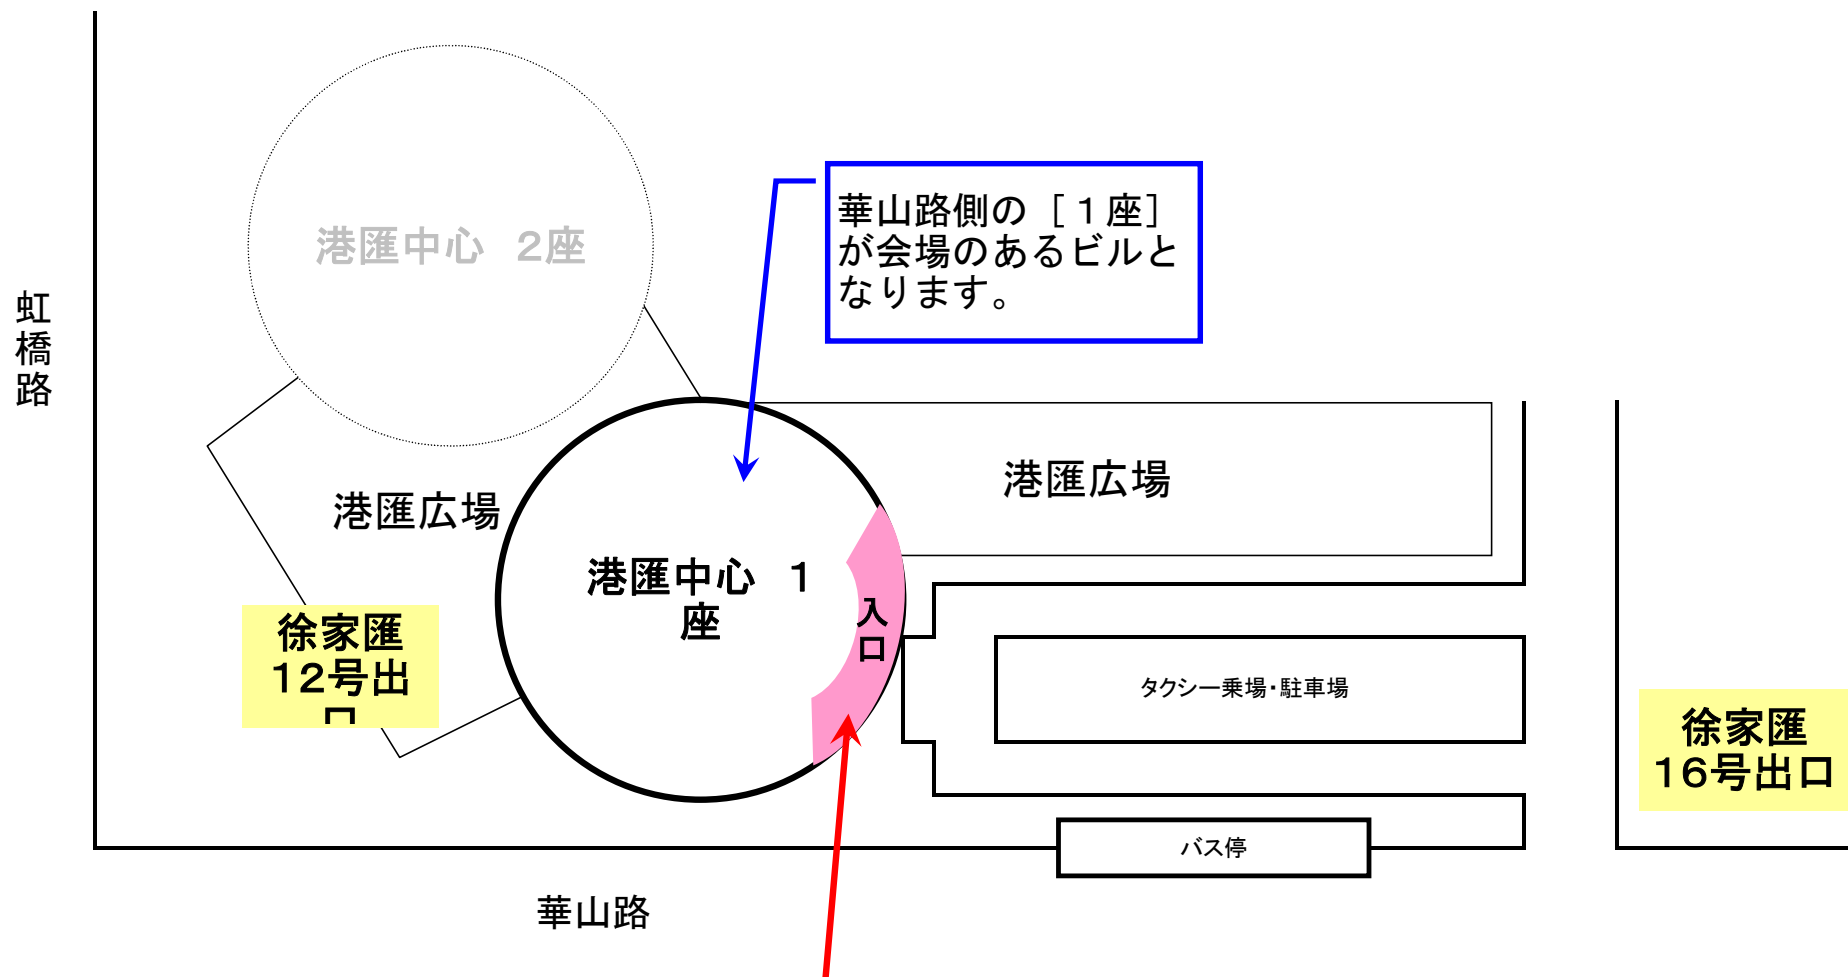 港匯中心　２座
華山路側の［１座］
が会場のあるビルと
なります。
虹橋路
港匯広場
港匯広場
港匯中心　１
座
入口
徐家匯
１２号出
口
タクシー乗場・駐車場
徐家匯
１６号出口
バス停
華山路